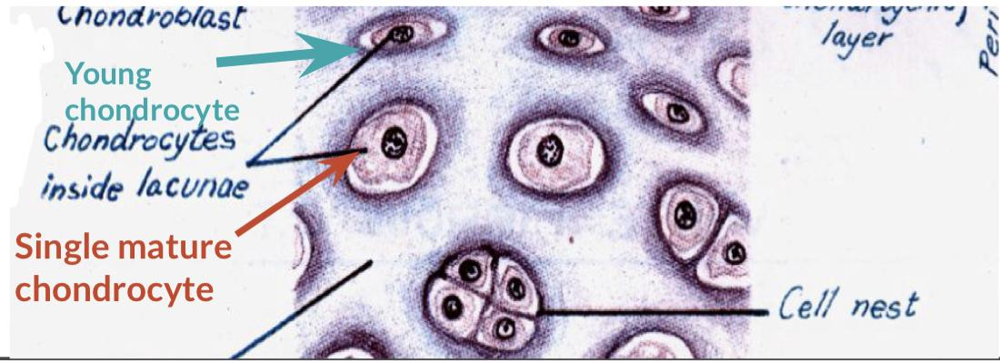 Chondroblast
layer
Young
chondrocyte
Chondrocytes
inside lacunae
Single mature
chondrocyte
Cell nest